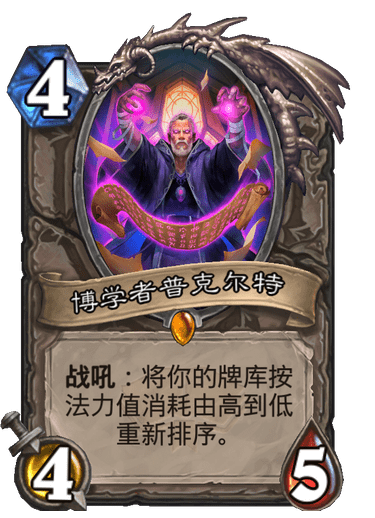 4
博学者普克尔特
战吼：将你的牌库按
法力值消耗由高到低
重新排序。
4
5